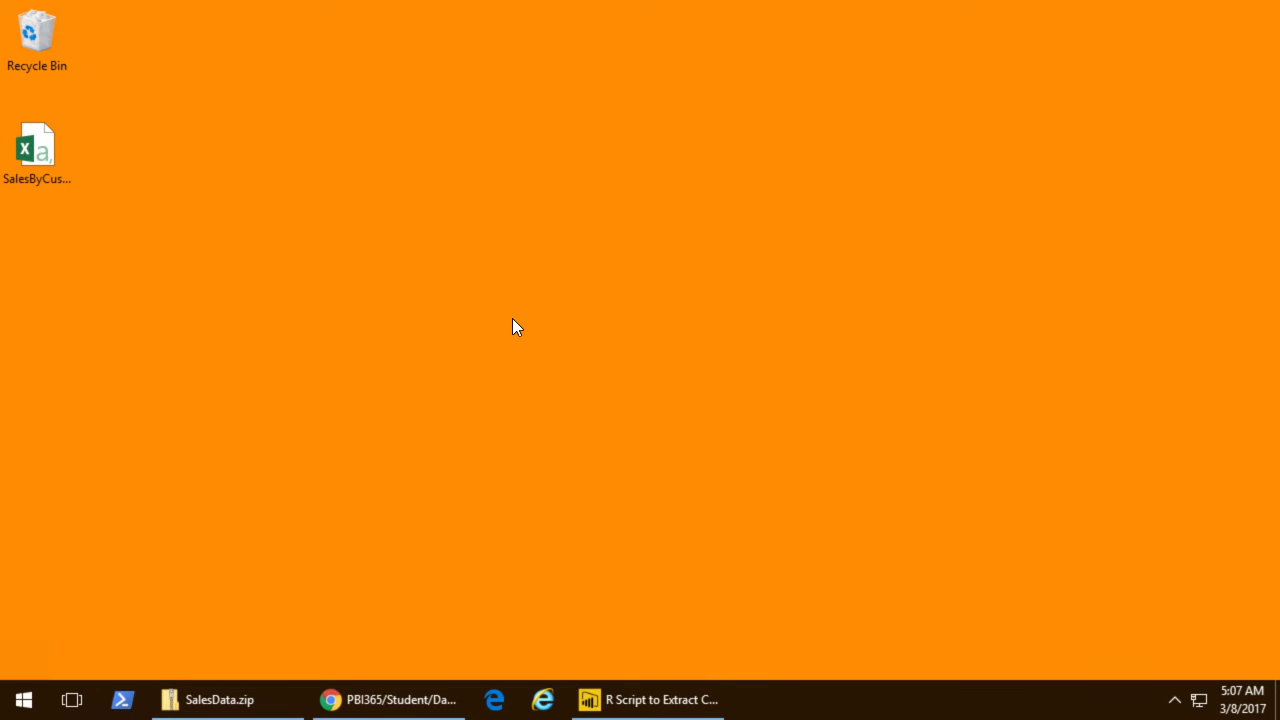 Recycle Bin
SalesByCus...
SalesData.zip
PBI365/Student/Da...
R Script to Extract C...
5:07 AM
3/8/2017